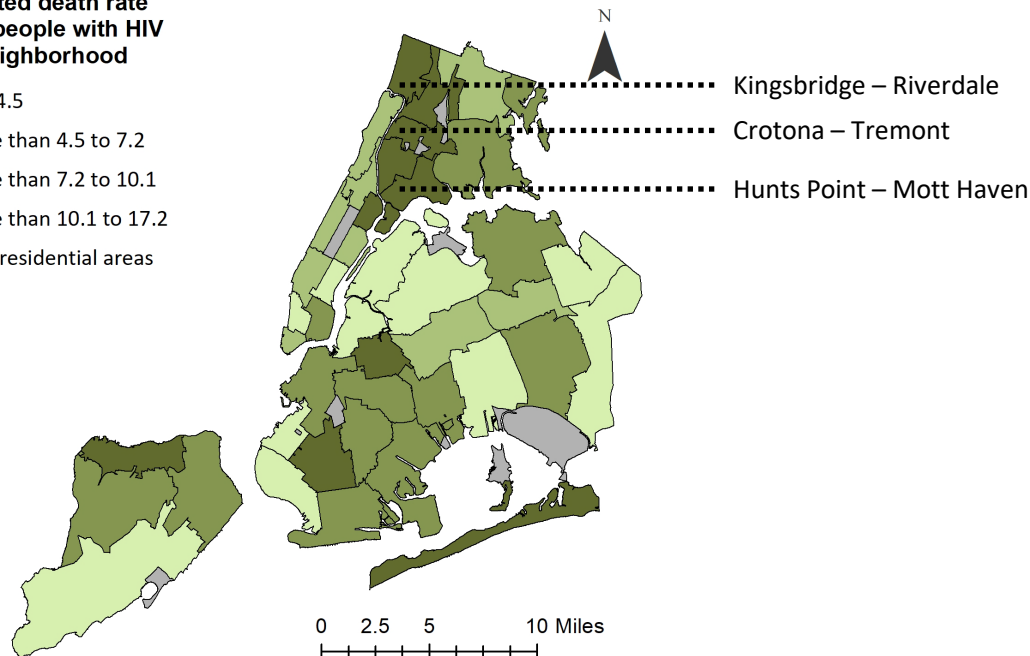 ted death rate
people with HIV
ighborhood
4.5
e than 4.5 to 7.2
e than 7.2 to 10.1
e than 10.1 to 17.2
residential areas
N
Kingsbridge – Riverdale
Crotona – Tremont
Hunts Point – Mott Haven
0 2.5 5 10 Miles